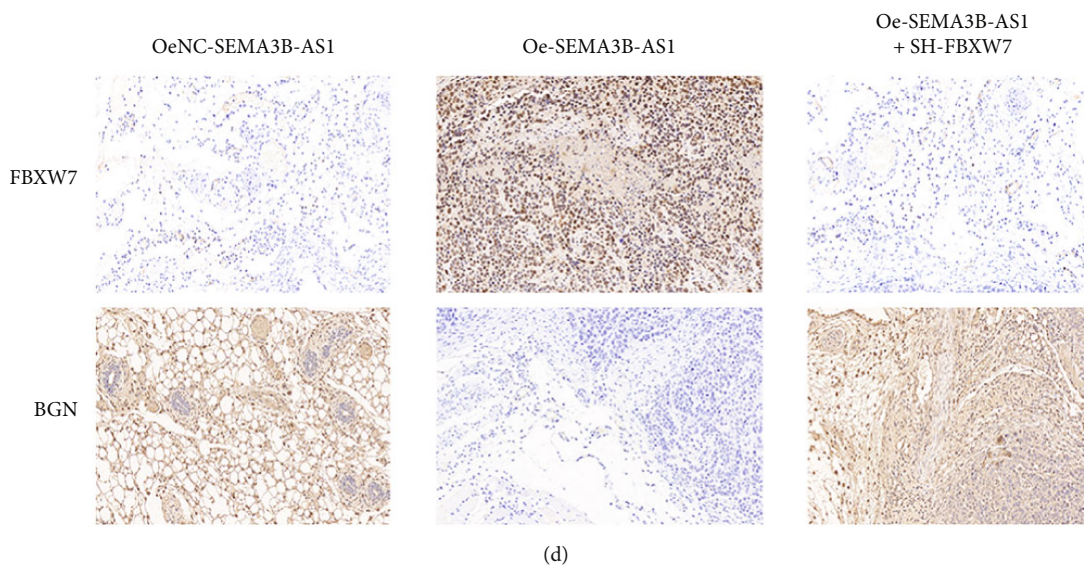 OeNC-SEMA3B-AS1
Oe-SEMA3B-AS1
Oe-SEMA3B-AS1
+ SH-FBXW7
FBXW7
BGN
(d)